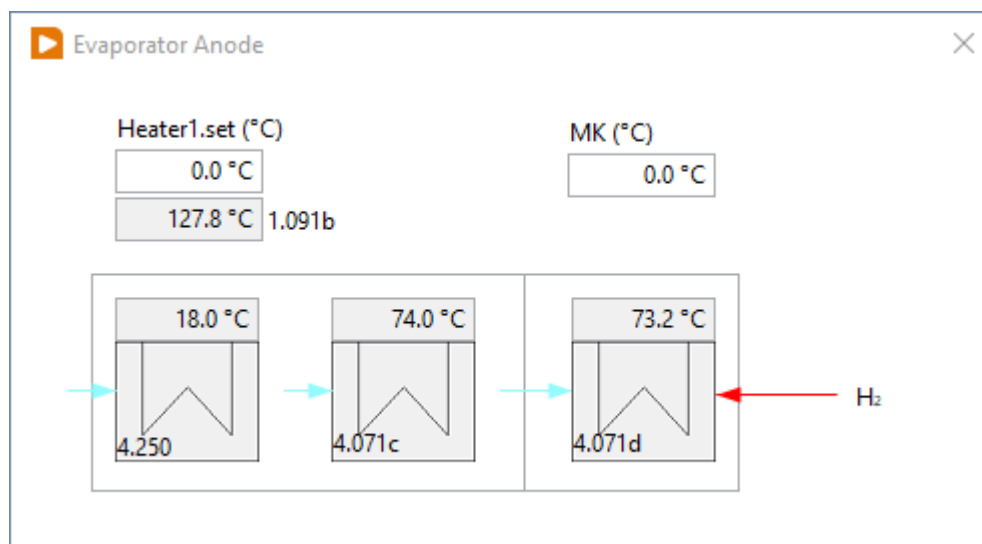 Evaporator Anode
Heater1.set (°C)
MK (°C)
0.0 °C
0.0 °C
127.8 °C 1.091b
18.0 °C
74.0 °C
73.2 °C
H₂
4.250
4.071c
4.071d